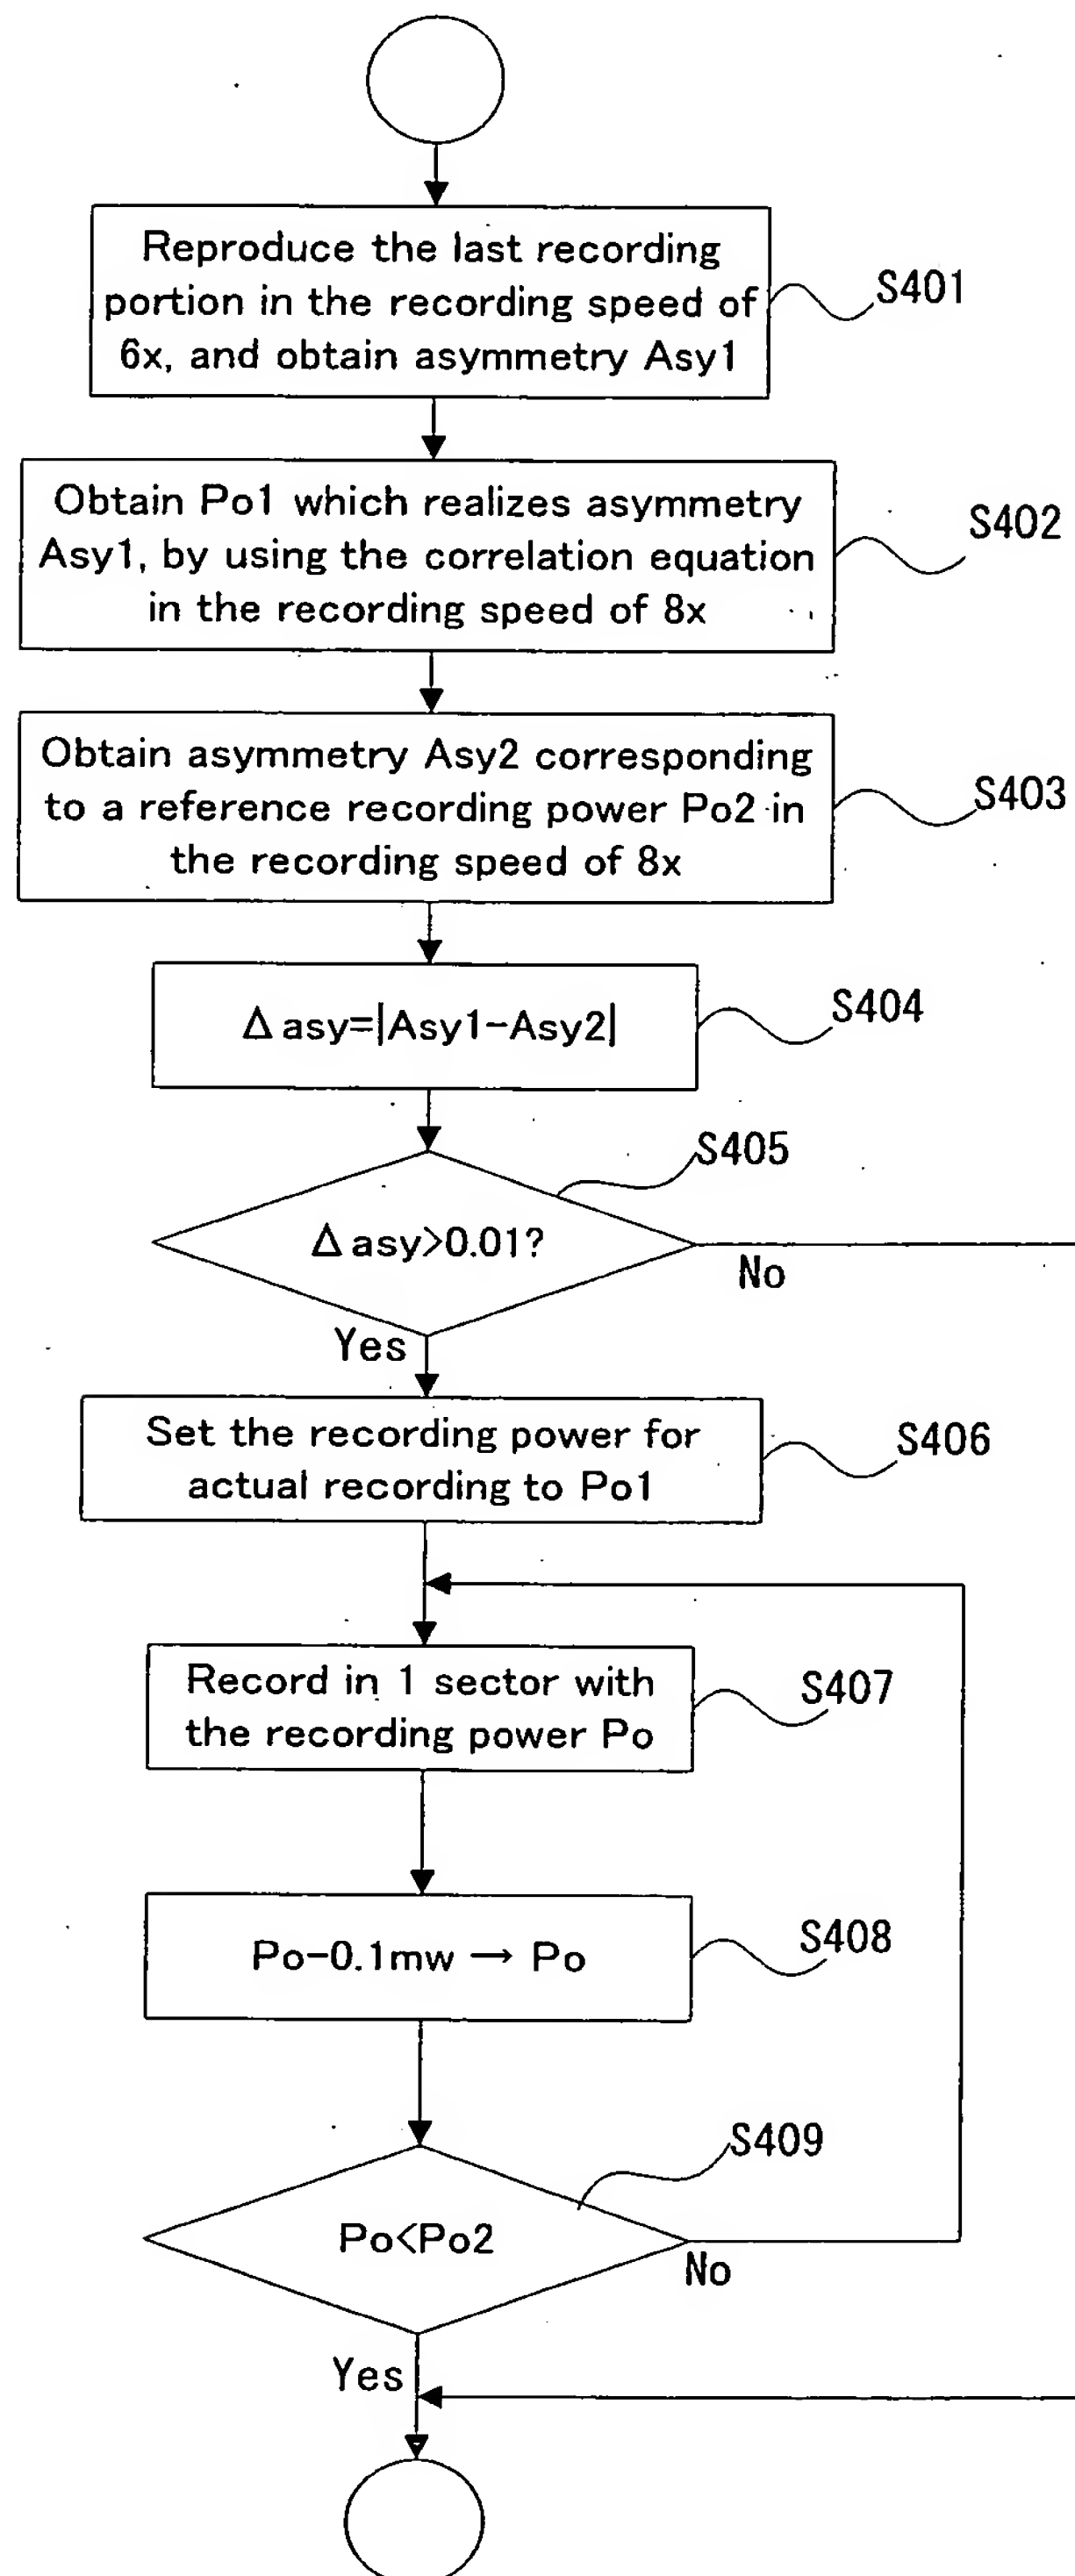 Reproduce the last recording
portion in the recording speed of
6x, and obtain asymmetry Asy1
S401
Obtain Po1 which realizes asymmetry
Asy1, by using the correlation equation
in the recording speed of 8x
S402
Obtain asymmetry Asy2 corresponding
to a reference recording power Po2 in
the recording speed of 8x
S403
Δasy=|Asy1-Asy2|
S404
Δasy>0.01?
S405
No
Yes
Set the recording power for
actual recording to Po1
S406
Record in 1 sector with
the recording power Po
S407
Po-0.1mw → Po
S408
Po<Po2
S409
No
Yes